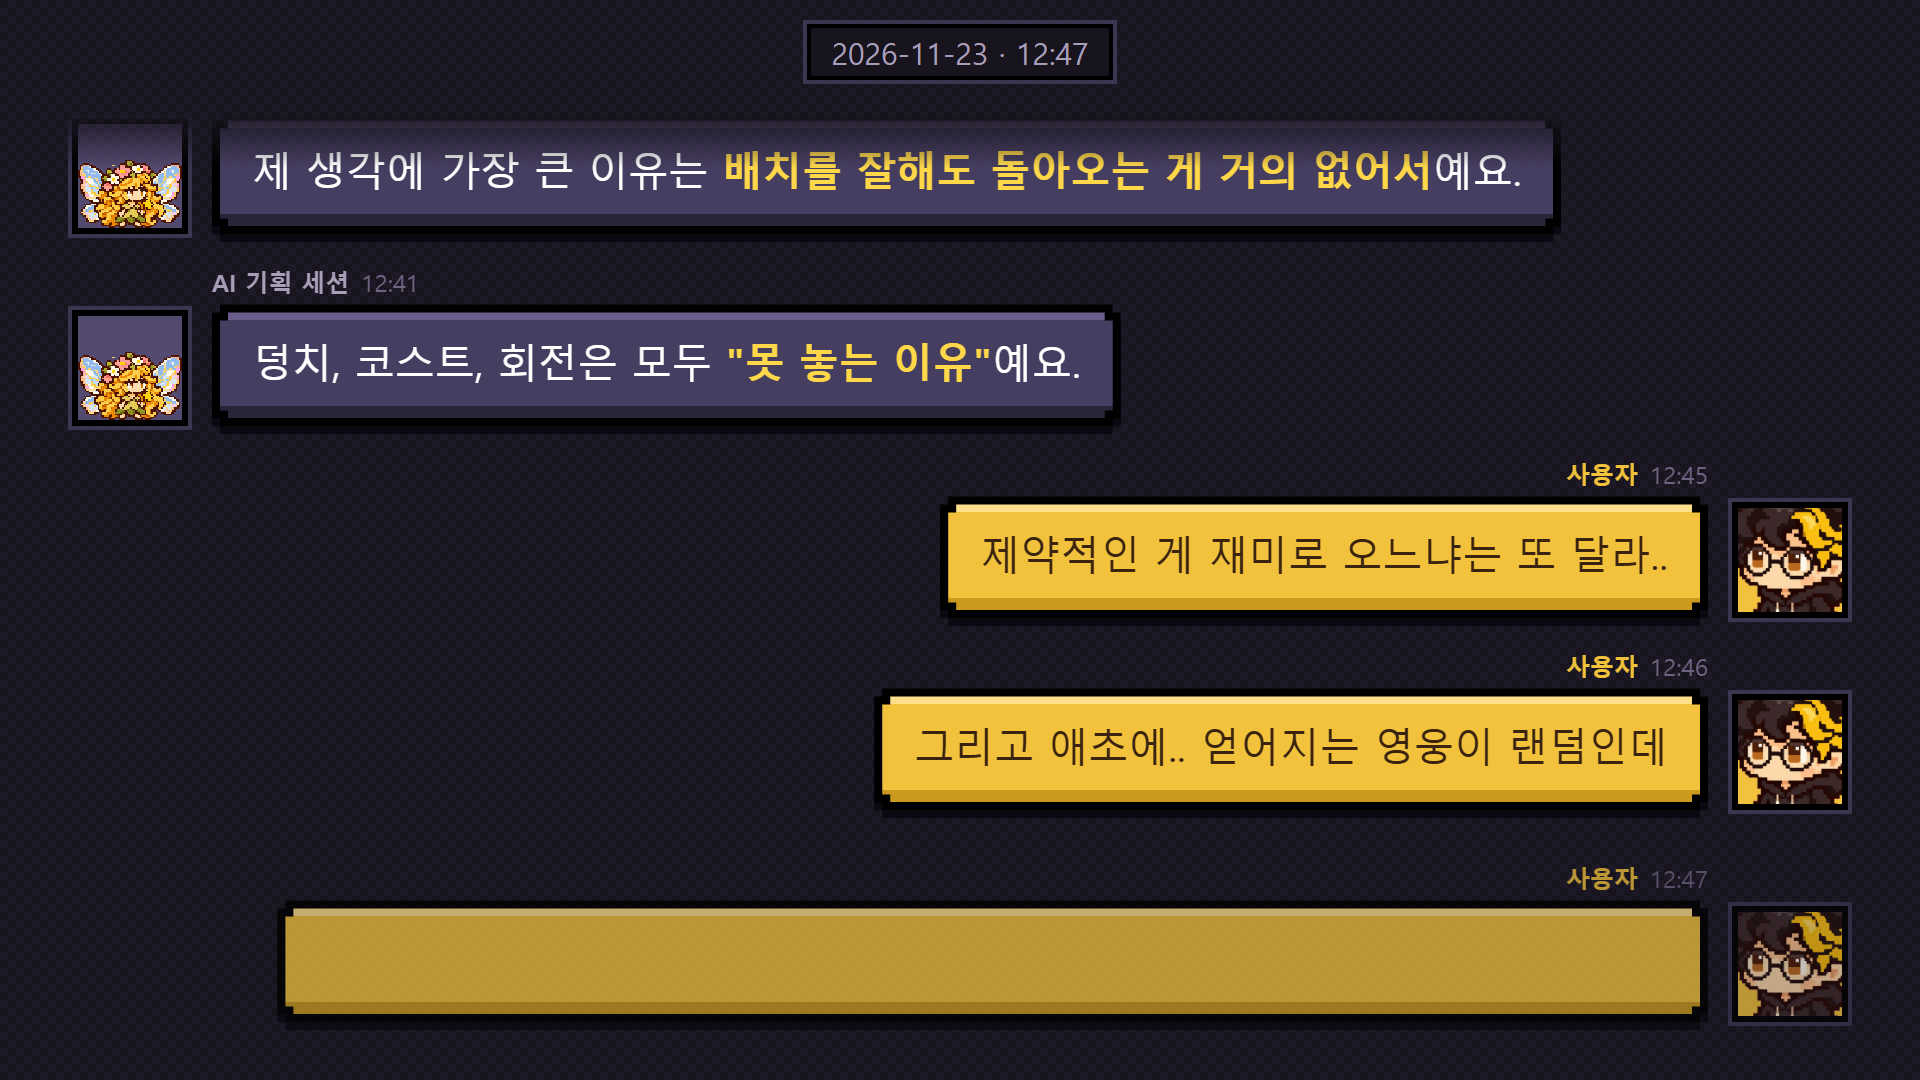 2026-11-23 · 12:47
제 생각에 가장 큰 이유는 배치를 잘해도 돌아오는 게 거의 없어서예요.
AI 기획 세션 12:41
덩치, 코스트, 회전은 모두 "못 놓는 이유"예요.
사용자 12:45
제약적인 게 재미로 오느냐는 또 달라..
사용자 12:46
그리고 애초에.. 얻어지는 영웅이 랜덤인데
사용자 12:47